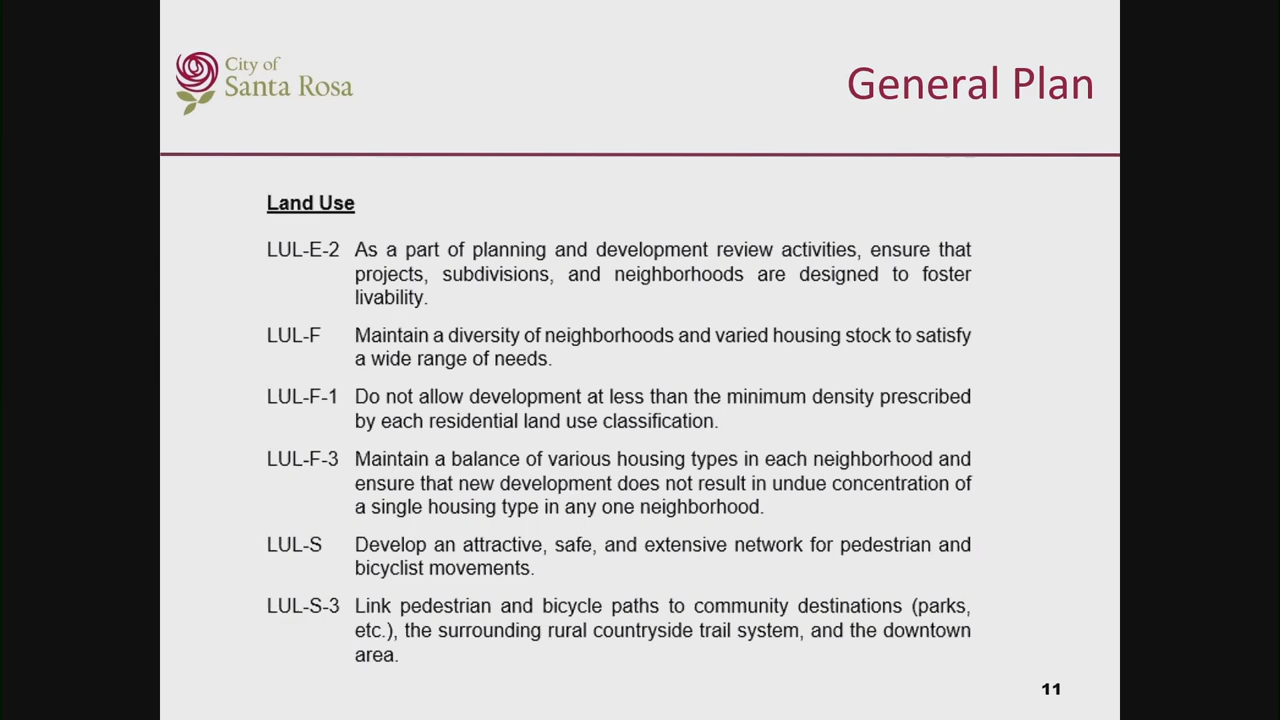 City of
Santa Rosa
General Plan
Land Use
LUL-E-2 As a part of planning and development review activities, ensure that
projects, subdivisions, and neighborhoods are designed to foster
livability.
LUL-F Maintain a diversity of neighborhoods and varied housing stock to satisfy
a wide range of needs.
LUL-F-1 Do not allow development at less than the minimum density prescribed
by each residential land use classification.
LUL-F-3 Maintain a balance of various housing types in each neighborhood and
ensure that new development does not result in undue concentration of
a single housing type in any one neighborhood.
LUL-S Develop an attractive, safe, and extensive network for pedestrian and
bicyclist movements.
LUL-S-3 Link pedestrian and bicycle paths to community destinations (parks,
etc.), the surrounding rural countryside trail system, and the downtown
area.
11